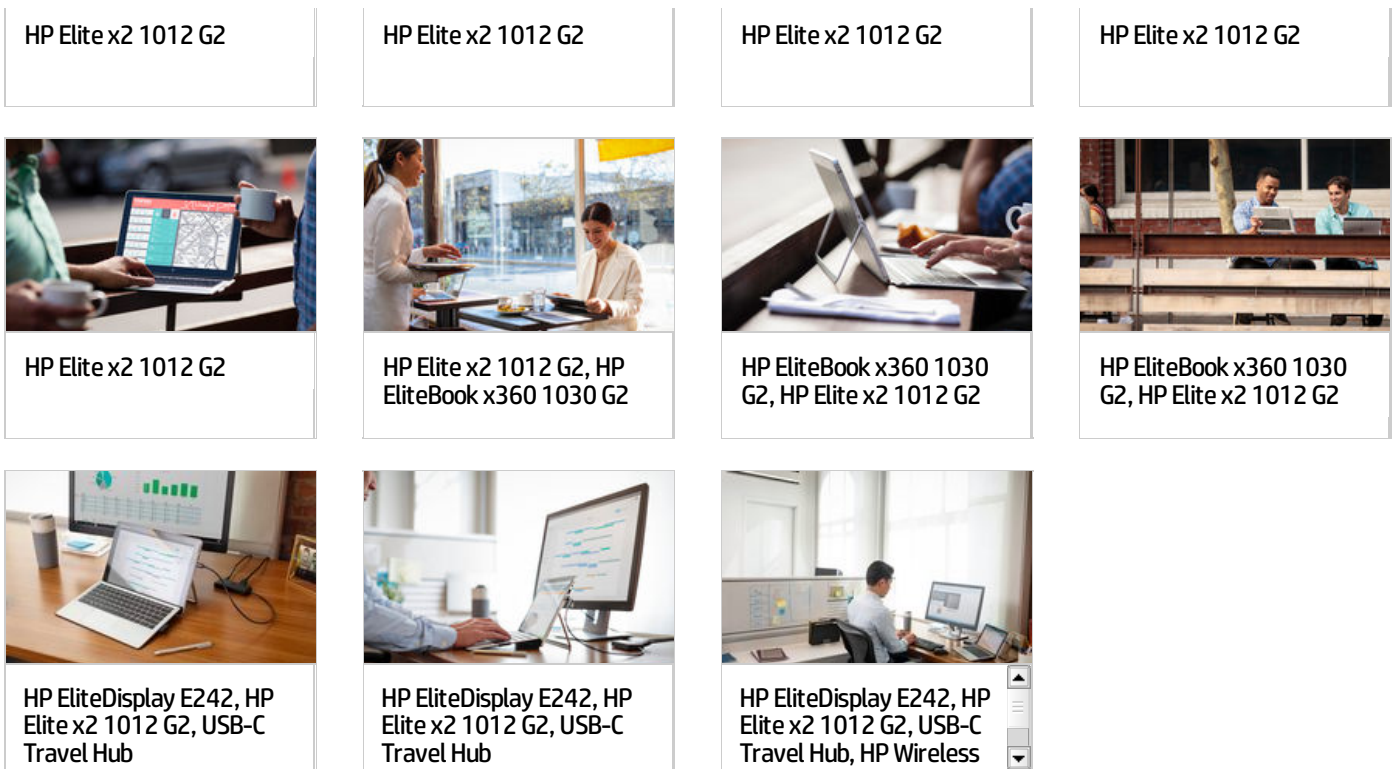 HP Elite x2 1012 G2
HP Elite x2 1012 G2
HP Elite x2 1012 G2
HP Elite x2 1012 G2
HP Elite x2 1012 G2
HP Elite x2 1012 G2, HP
EliteBook x360 1030 G2
HP EliteBook x360 1030
G2, HP Elite x2 1012 G2
HP EliteBook x360 1030
G2, HP Elite x2 1012 G2
HP EliteDisplay E242, HP
Elite x2 1012 G2, USB-C
Travel Hub
HP EliteDisplay E242, HP
Elite x2 1012 G2, USB-C
Travel Hub
HP EliteDisplay E242, HP
Elite x2 1012 G2, USB-C
Travel Hub, HP Wireless